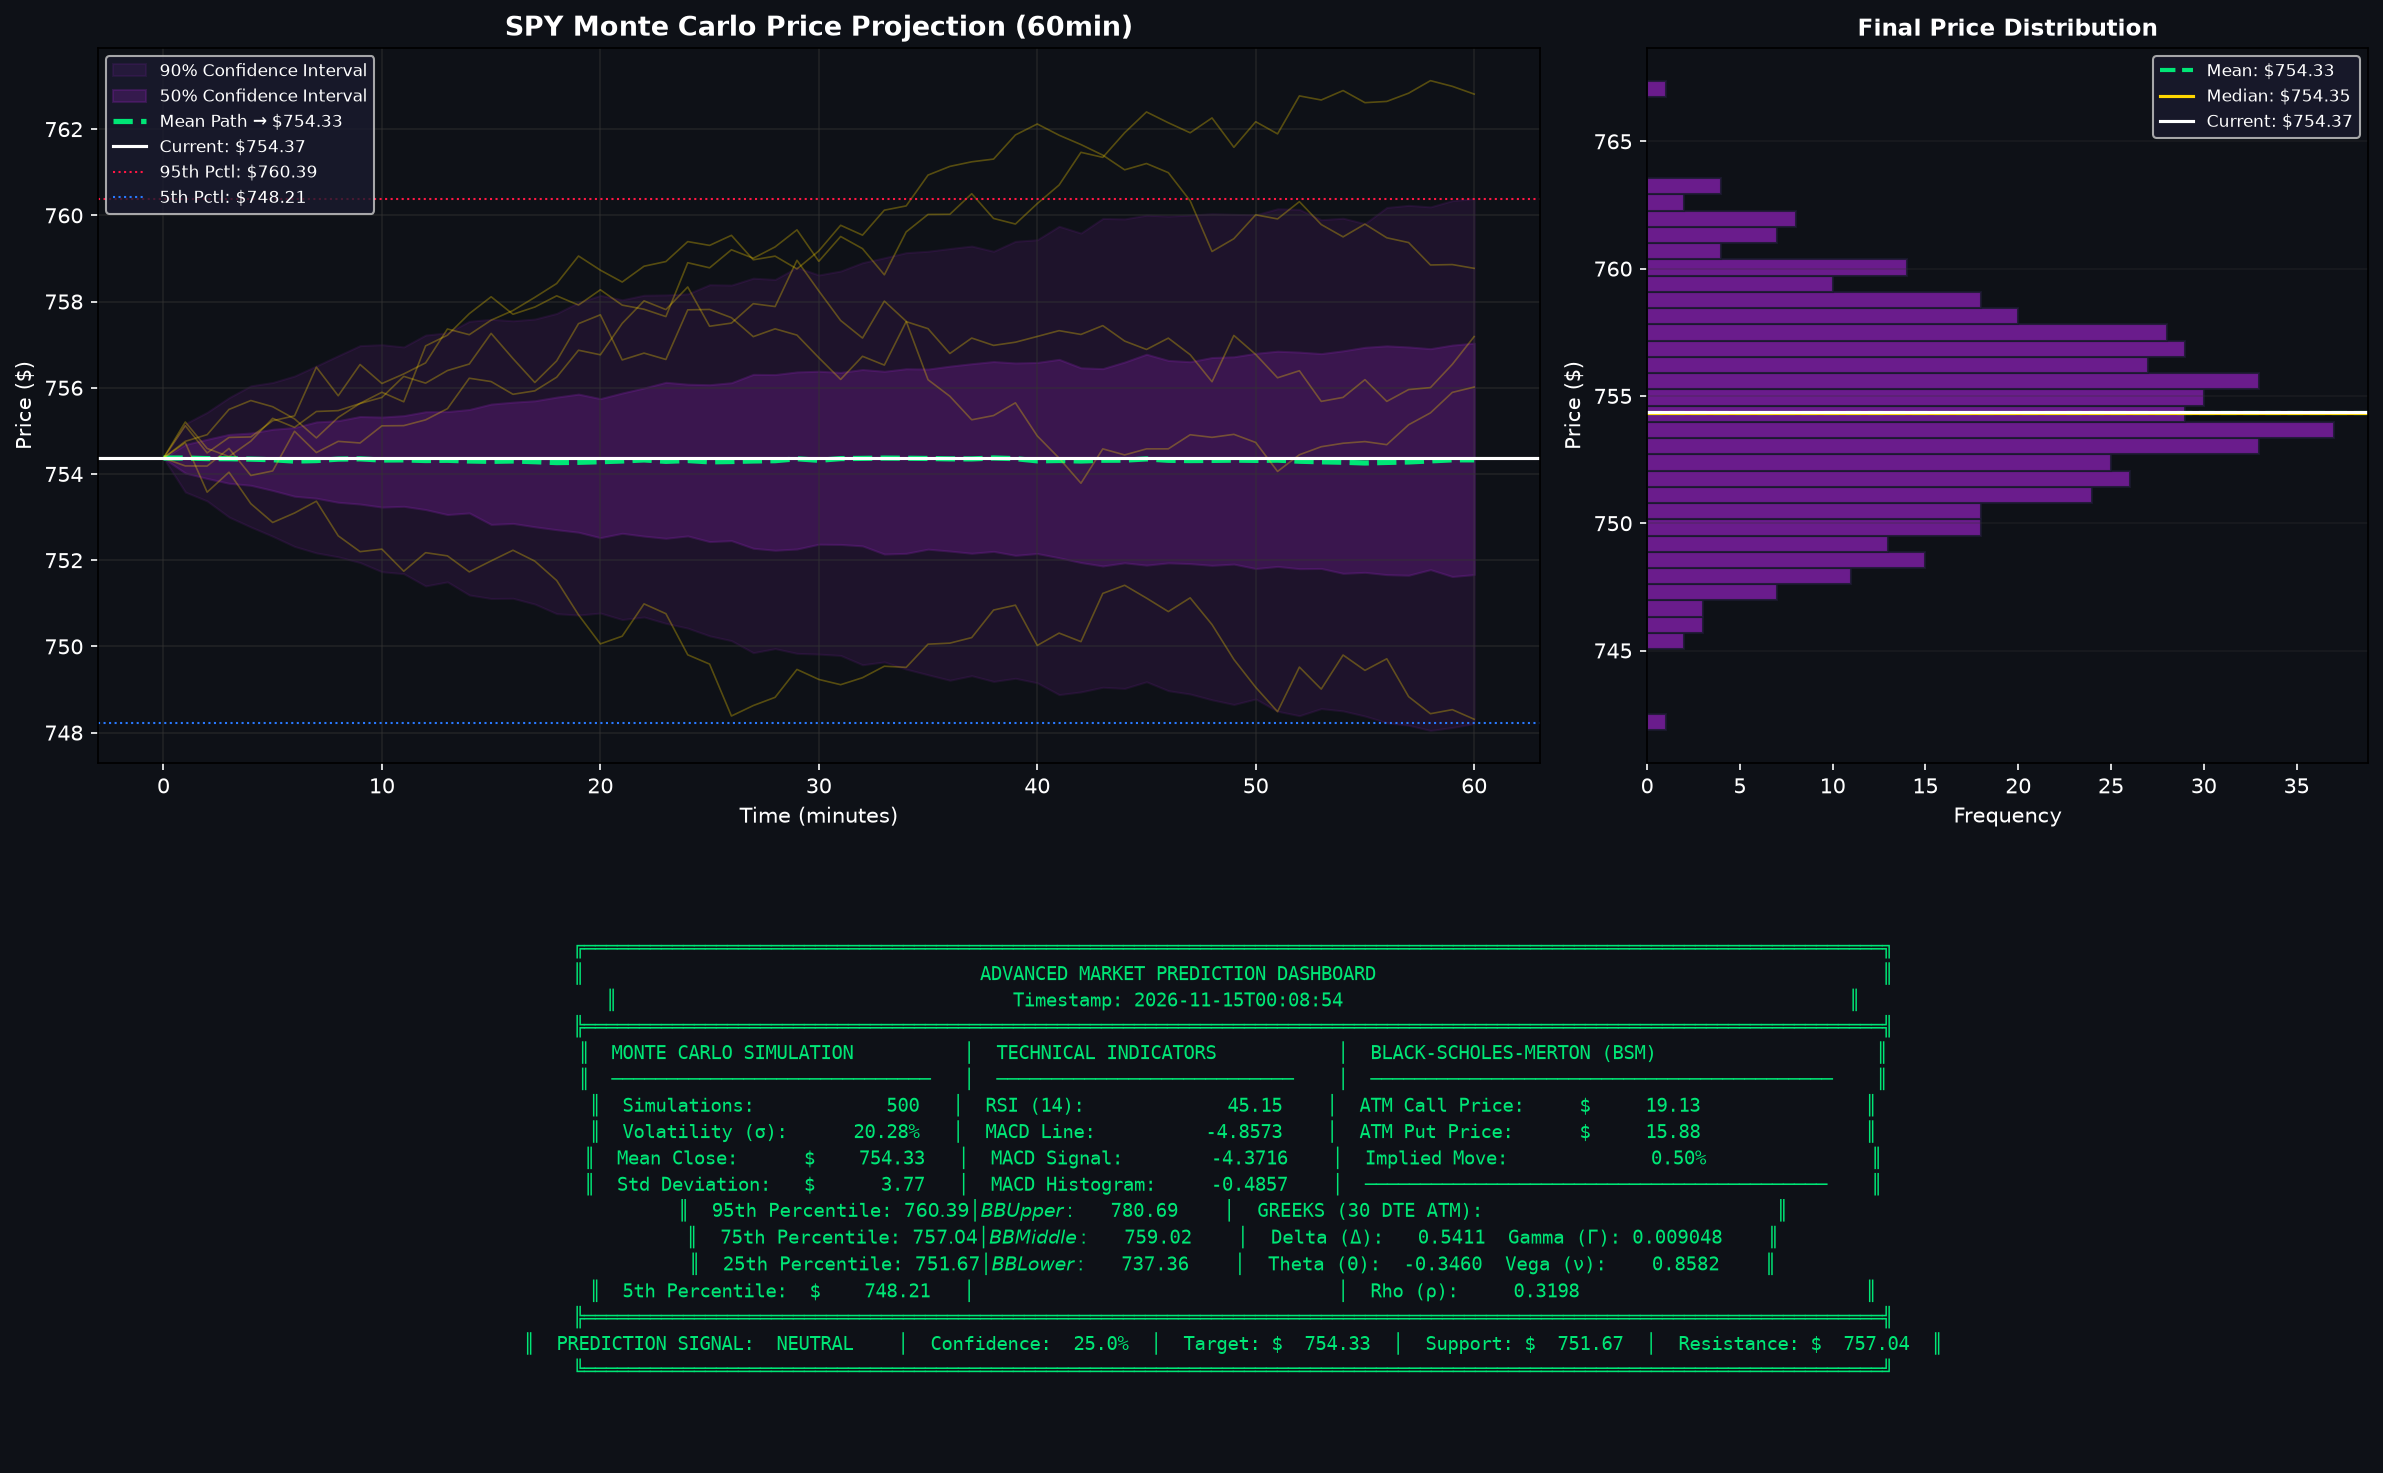 SPY Monte Carlo Price Projection (60min)
90% Confidence Interval
50% Confidence Interval
Mean Path → $754.33
Current: $754.37
95th Pctl: $760.39
5th Pctl: $748.21
762
760
758
756
754
752
750
748
Price ($)
0 10 20 30 40 50 60
Time (minutes)
Final Price Distribution
Mean: $754.33
Median: $754.35
Current: $754.37
765
760
755
750
745
Price ($)
0 5 10 15 20 25 30 35
Frequency
ADVANCED MARKET PREDICTION DASHBOARD
Timestamp: 2026-11-15T00:08:54
MONTE CARLO SIMULATION │ TECHNICAL INDICATORS │ BLACK-SCHOLES-MERTON (BSM)
Simulations: 500 │ RSI (14): 45.15 │ ATM Call Price: $ 19.13
Volatility (σ): 20.28% │ MACD Line: -4.8573 │ ATM Put Price: $ 15.88
Mean Close: $ 754.33 │ MACD Signal: -4.3716 │ Implied Move: 0.50%
Std Deviation: $ 3.77 │ MACD Histogram: -0.4857 │
95th Percentile: 760.39│BBUpper: 780.69 │ GREEKS (30 DTE ATM):
75th Percentile: 757.04│BBMiddle: 759.02 │ Delta (Δ): 0.5411 Gamma (Γ): 0.009048
25th Percentile: 751.67│BBLower: 737.36 │ Theta (Θ): -0.3460 Vega (ν): 0.8582
5th Percentile: $ 748.21 │ │ Rho (ρ): 0.3198
PREDICTION SIGNAL: NEUTRAL │ Confidence: 25.0% │ Target: $ 754.33 │ Support: $ 751.67 │ Resistance: $ 757.04